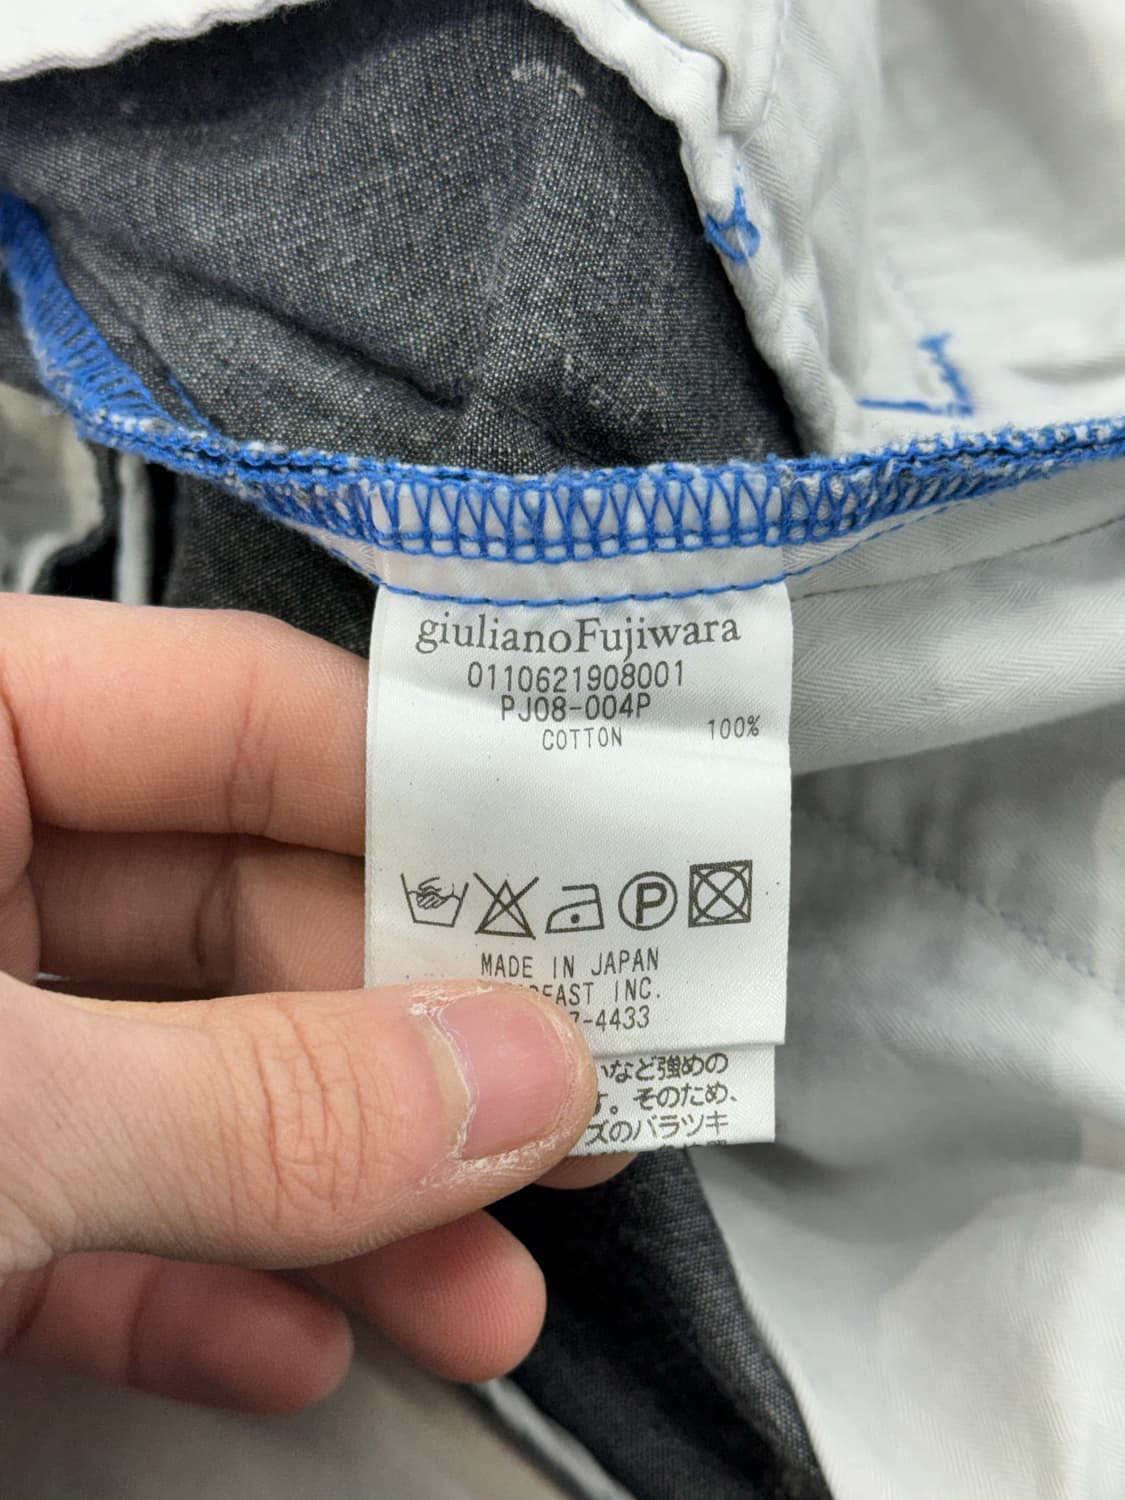 giulianoFujiwara
0110621908001
PJ08-004P
COTTON 100%
P
MADE IN JAPAN
INC.
-4433
など強めの
す。そのため、
ズのバラツキ